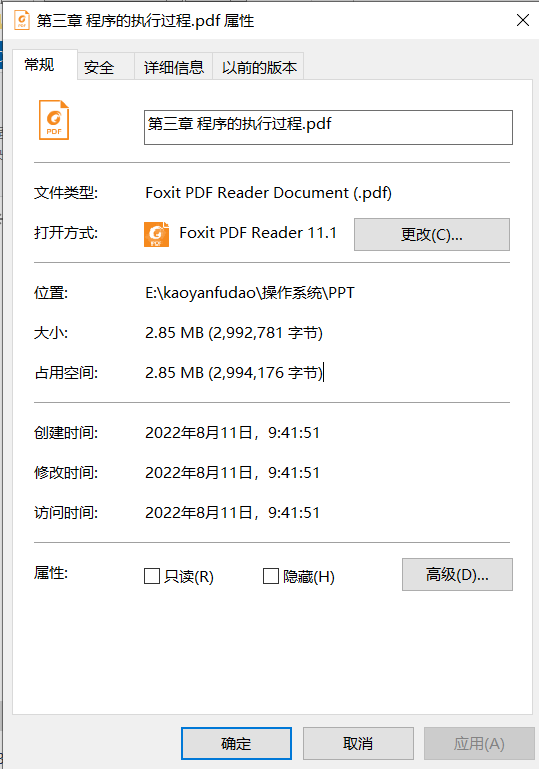 第三章 程序的执行过程.pdf 属性
常规 安全 详细信息 以前的版本
PDF
第三章 程序的执行过程.pdf
文件类型: Foxit PDF Reader Document (.pdf)
打开方式: Foxit PDF Reader 11.1 更改(C)...
位置: E:\kaoyanfudao\操作系统\PPT
大小: 2.85 MB (2,992,781 字节)
占用空间: 2.85 MB (2,994,176 字节)
创建时间: 2022年8月11日，9:41:51
修改时间: 2022年8月11日，9:41:51
访问时间: 2022年8月11日，9:41:51
属性: 只读(R) 隐藏(H) 高级(D)...
确定 取消 应用(A)